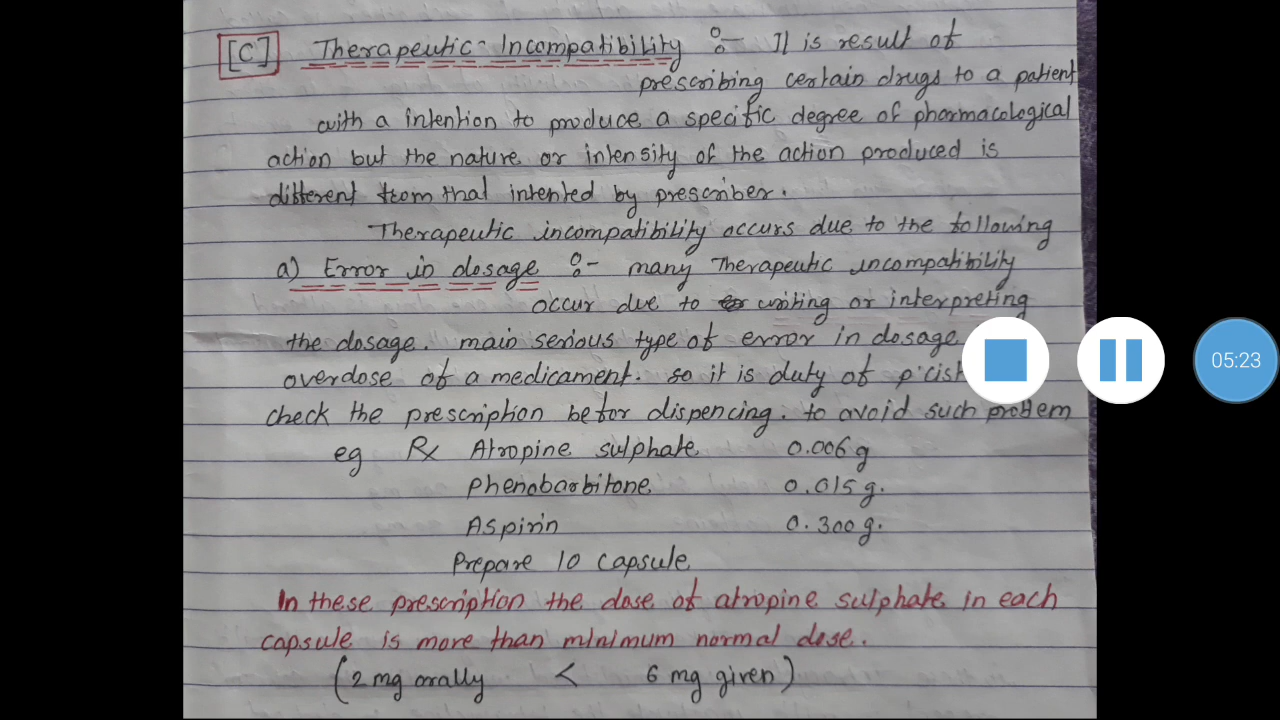 [C] Therapeutic-Incompatibility :- It is result of
prescribing certain drugs to a patient
with a intention to produce a specific degree of pharmacological
action but the nature or intensity of the action produced is
different from that intented by prescriber.
Therapeutic incompatibility occurs due to the following
a) Error in dosage :- many Therapeutic incompatibility
occur due to writing or interpreting
the dosage. main serious type of error in dosage
overdose of a medicament. so it is duty of p'cist
check the prescription befor dispencing. to avoid such problem
eg Rx Atropine sulphate 0.006g
Phenobarbitone 0.015g.
Aspirin 0.300g.
Prepare 10 capsule
In these prescription the dose of atropine sulphate in each
capsule is more than minimum normal dose.
(2 mg orally < 6 mg given)
05:23